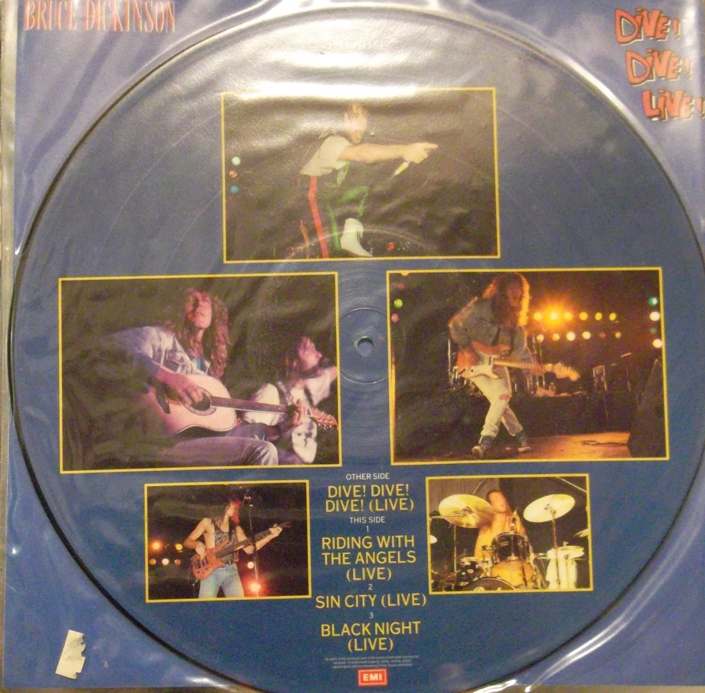 BRUCE DICKINSON
DIVE!
DIVE!
LIVE!
OTHER SIDE
DIVE! DIVE!
DIVE! (LIVE)
THIS SIDE
1
RIDING WITH
THE ANGELS
(LIVE)
2
SIN CITY (LIVE)
3
BLACK NIGHT
(LIVE)
EMI